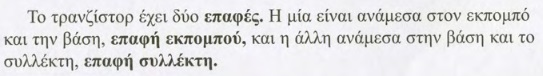 Το τρανζίστορ έχει δύο επαφές. Η μία είναι ανάμεσα στον εκπομπό
και την βάση, επαφή εκπομπού, και η άλλη ανάμεσα στην βάση και το
συλλέκτη, επαφή συλλέκτη.